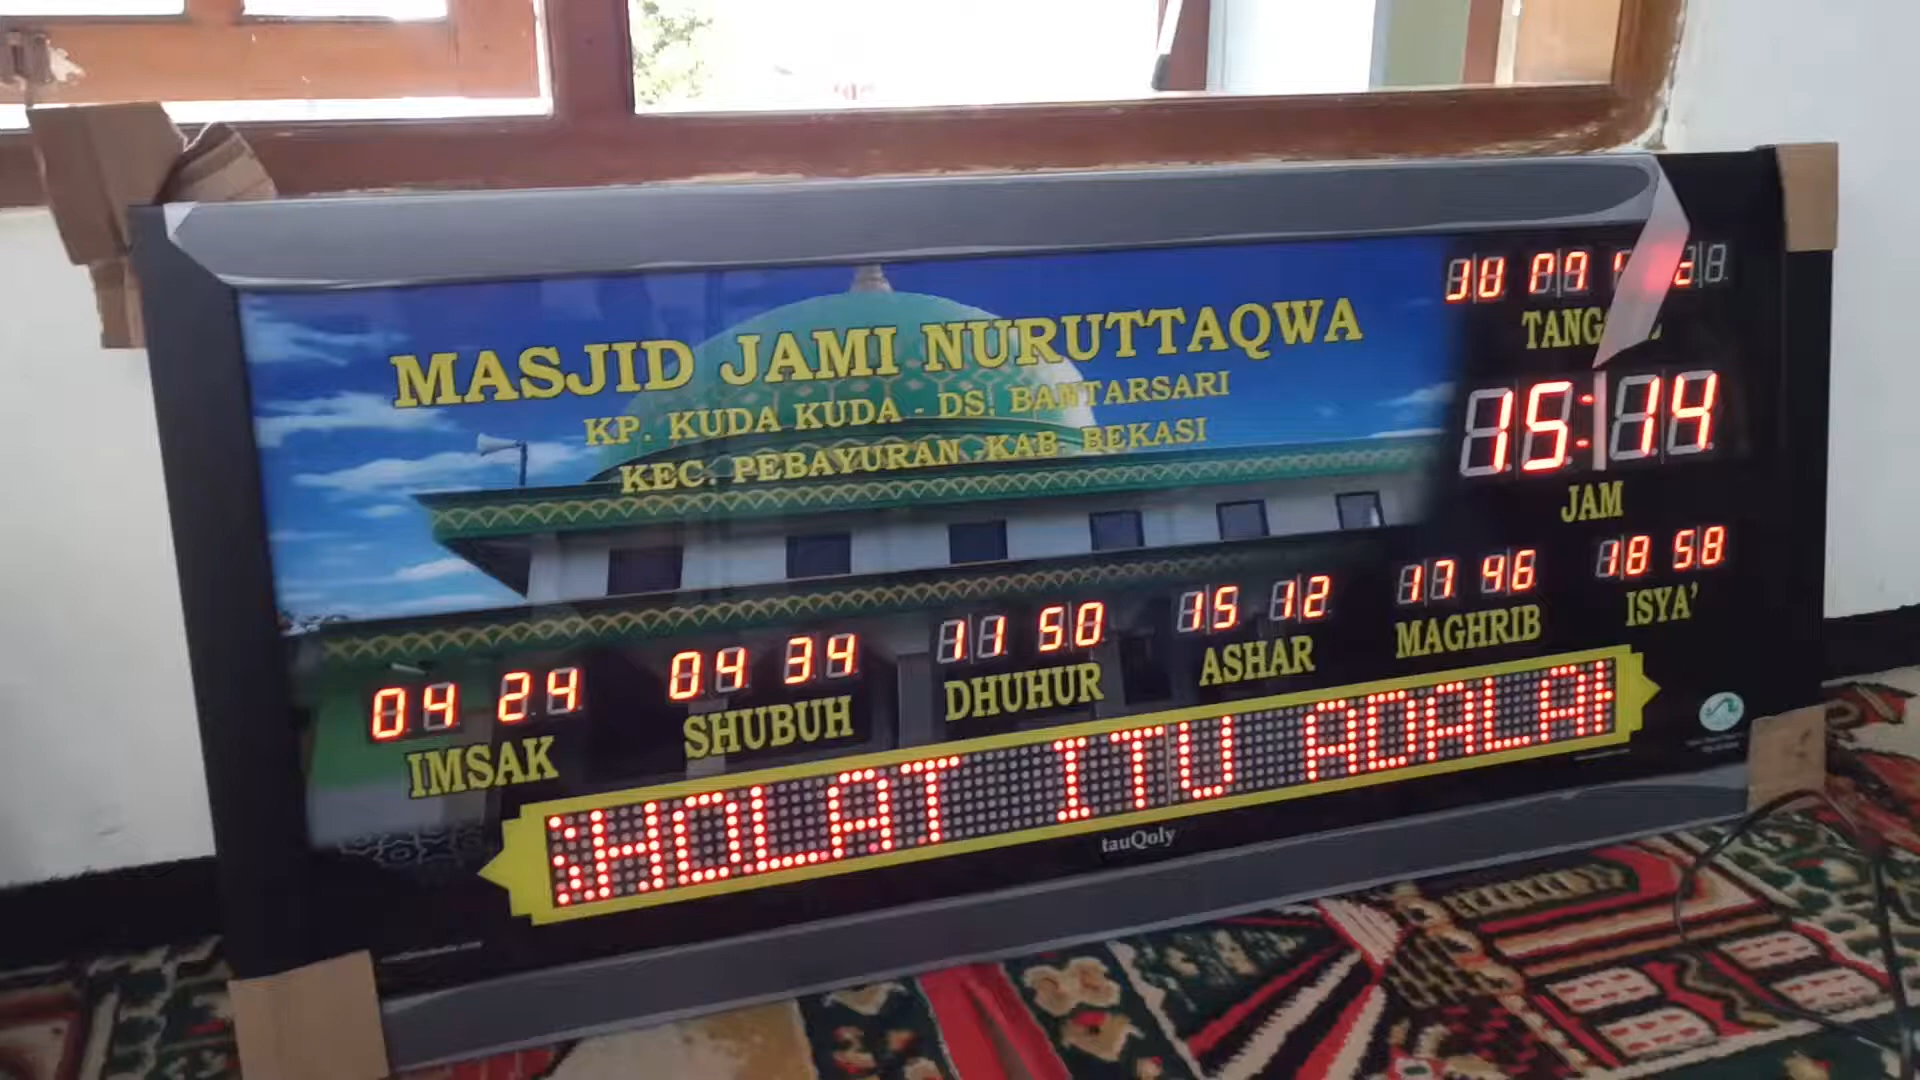 MASJID JAMI NURUTTAQWA
KP. KUDA KUDA - DS. BANTARSARI
KEC. PEBAYURAN KAB. BEKASI
15:14
JAM
04 24
IMSAK
04 34
SHUBUH
11 50
DHUHUR
15 12
ASHAR
17 46
MAGHRIB
18 58
ISYA'
HOLAT ITU ADALA
tauQoly